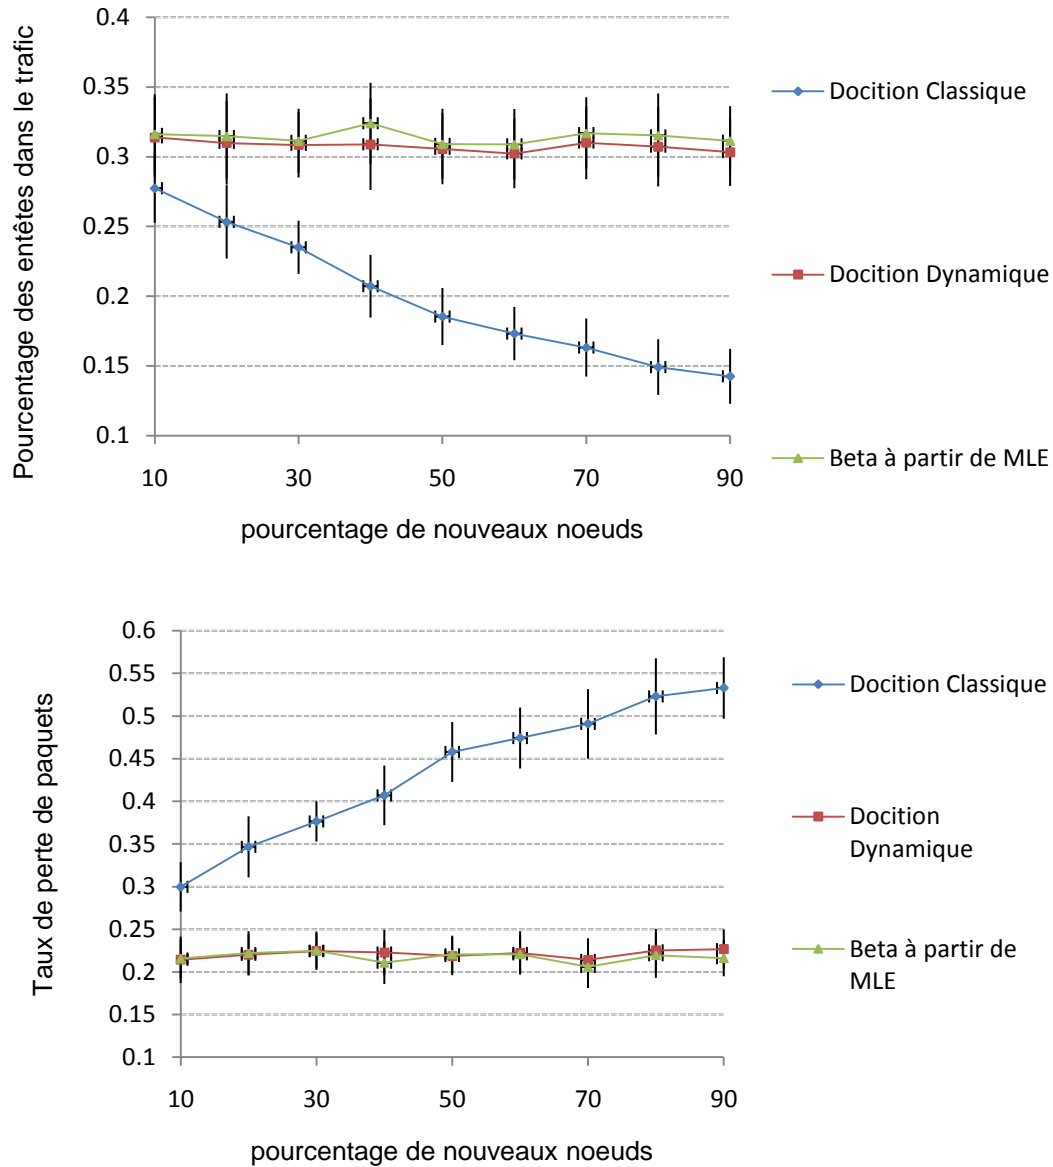 Pourcentage des entêtes dans le trafic
0.4
0.35
0.3
0.25
0.2
0.15
0.1
10 30 50 70 90
pourcentage de nouveaux noeuds
Docition Classique
Docition Dynamique
Beta à partir de MLE
Taux de perte de paquets
0.6
0.55
0.5
0.45
0.4
0.35
0.3
0.25
0.2
0.15
0.1
10 30 50 70 90
pourcentage de nouveaux noeuds
Docition Classique
Docition
Dynamique
Beta à partir de
MLE